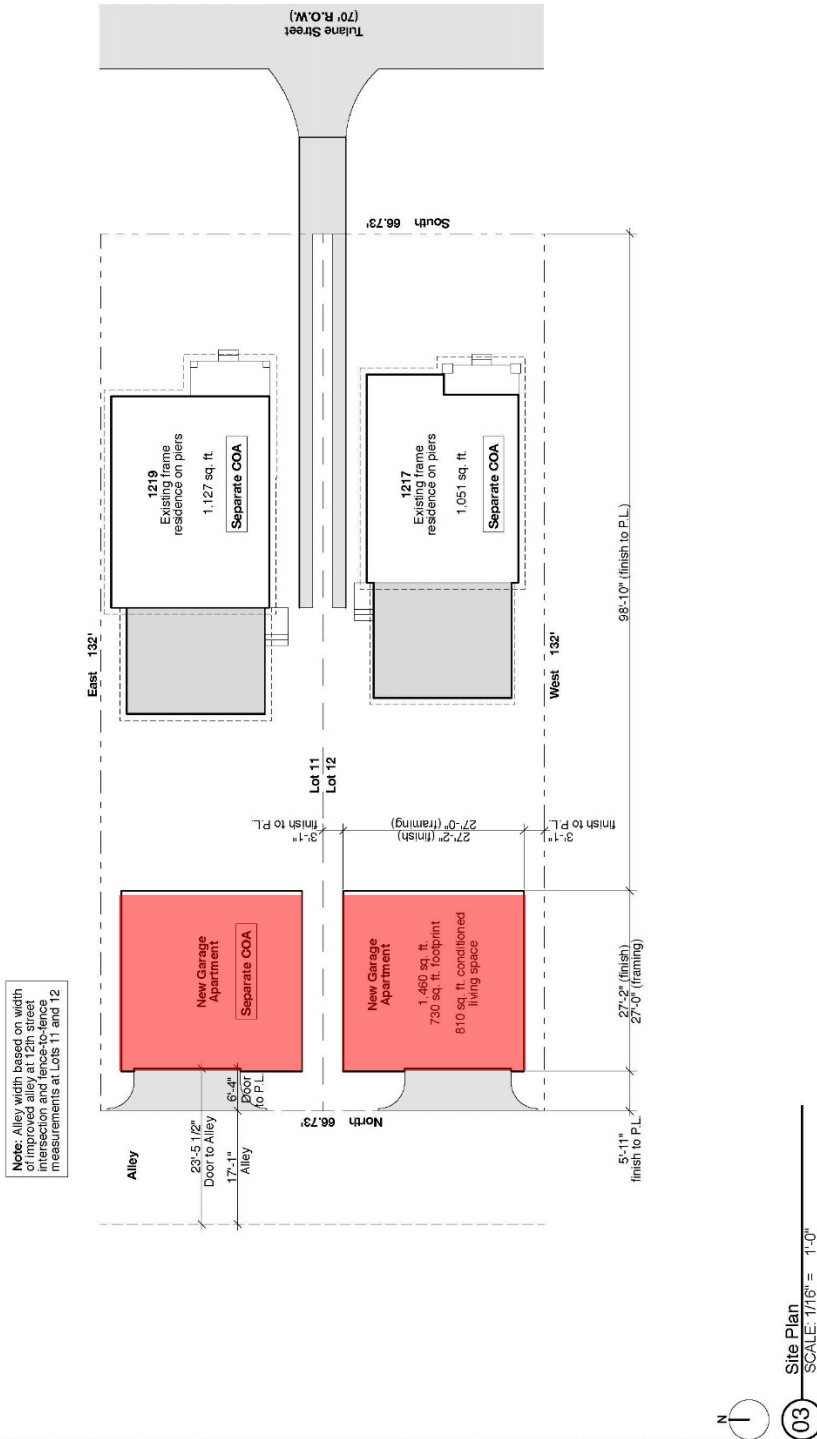 Tulane Street
(70' R.O.W.)
South    66.73'
1219
Existing frame
residence on piers
1,127 sq. ft.
Separate COA
1217
Existing frame
residence on piers
1,051 sq. ft.
Separate COA
East   132'
West   132'
98'-10" (finish to P.L.)
Lot 11
Lot 12
3'-1"
finish to P.L.
27'-2" (finish)
27'-0" (framing)
3'-1"
finish to P.L.
New Garage
Apartment
Separate COA
New Garage
Apartment
1,460 sq. ft.
730 sq. ft. footprint
810 sq. ft. conditioned
living space
27'-2" (finish)
27'-0" (framing)
6'-4"
Door
to P.L.
North    66.73'
5'-11"
finish to P.L.
Note: Alley width based on width
of improved alley at 12th street
intersection and fence-to-fence
measurements at Lots 11 and 12
Alley
23'-5 1/2"
Door to Alley
17'-1"
Alley
N
03
Site Plan
SCALE: 1/16" =    1'-0"